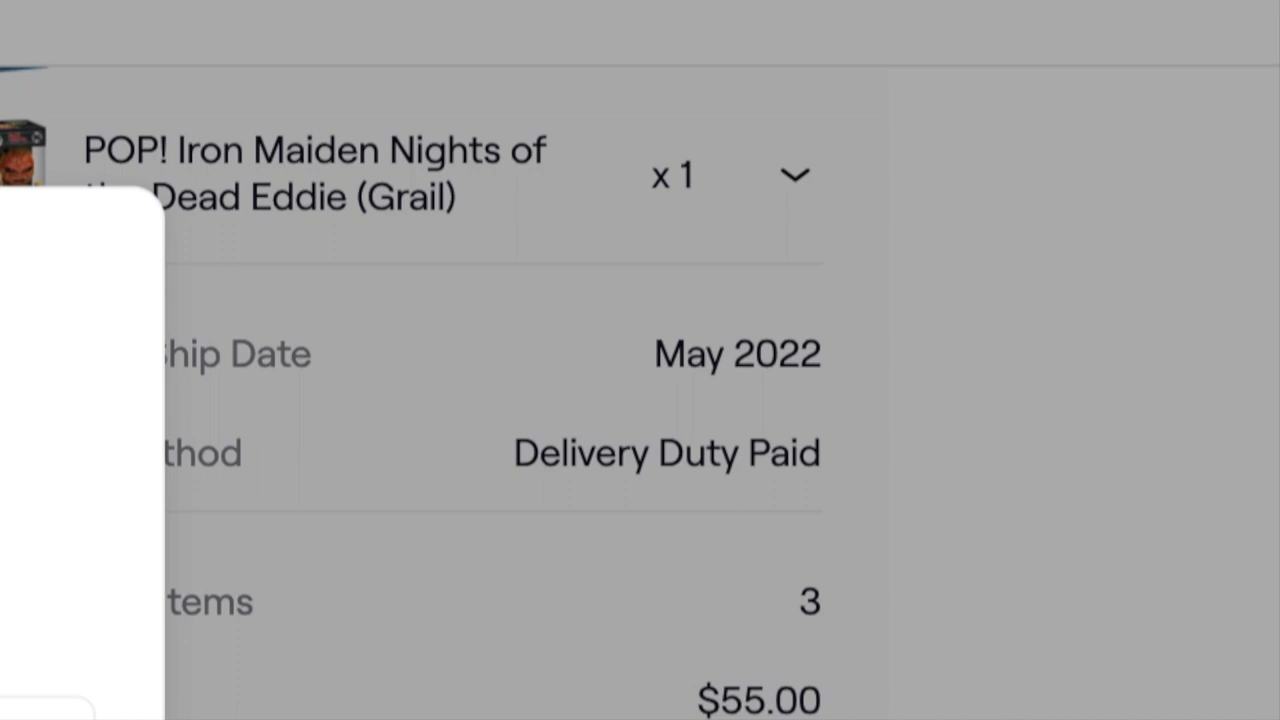 POP! Iron Maiden Nights of
Dead Eddie (Grail)
x 1
Ship Date
May 2022
thod
Delivery Duty Paid
tems
3
$55.00